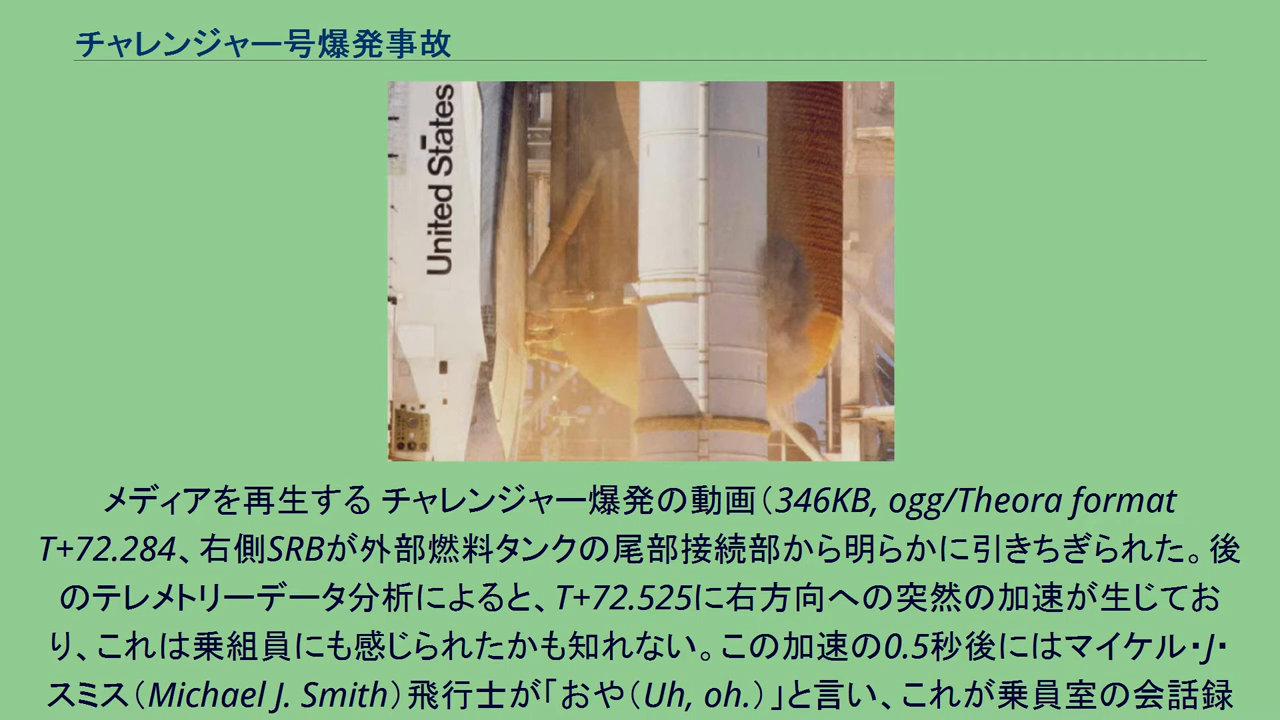 チャレンジャー号爆発事故
United States
メディアを再生する チャレンジャー爆発の動画（346KB, ogg/Theora format
T+72.284、右側SRBが外部燃料タンクの尾部接続部から明らかに引きちぎられた。後
のテレメトリーデータ分析によると、T+72.525に右方向への突然の加速が生じてお
り、これは乗組員にも感じられたかも知れない。この加速の0.5秒後にはマイケル・J・
スミス（Michael J. Smith）飛行士が「おや（Uh, oh.）」と言い、これが乗員室の会話録